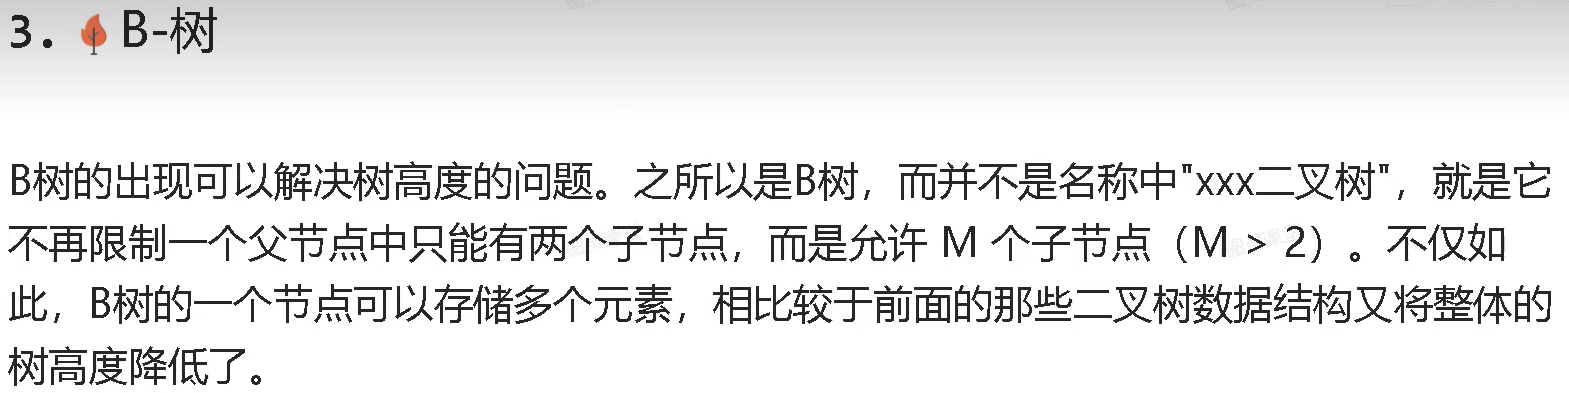 3. B-树
B树的出现可以解决树高度的问题。之所以是B树，而并不是名称中"xxx二叉树"，就是它
不再限制一个父节点中只能有两个子节点，而是允许 M 个子节点（M > 2）。不仅如
此，B树的一个节点可以存储多个元素，相比较于前面的那些二叉树数据结构又将整体的
树高度降低了。